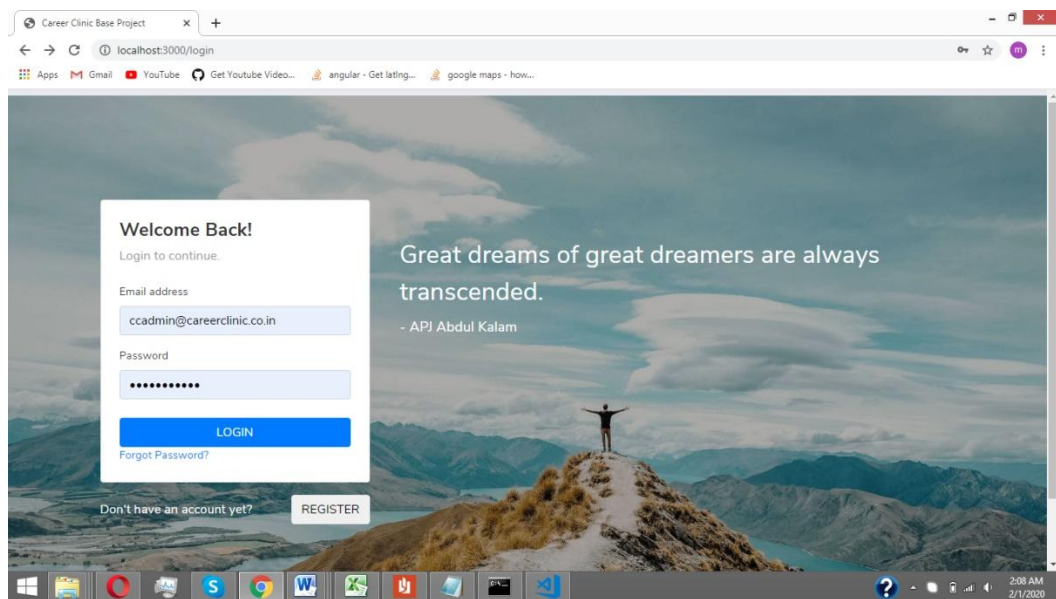 Career Clinic Base Project
localhost:3000/login
m
Apps Gmail YouTube Get Youtube Video... angular - Get latlng... google maps - how...
Welcome Back!
Login to continue.
Great dreams of great dreamers are always
transcended.
- APJ Abdul Kalam
Email address
ccadmin@careerclinic.co.in
Password
LOGIN
Forgot Password?
Don't have an account yet? REGISTER
2:08 AM
2/1/2020